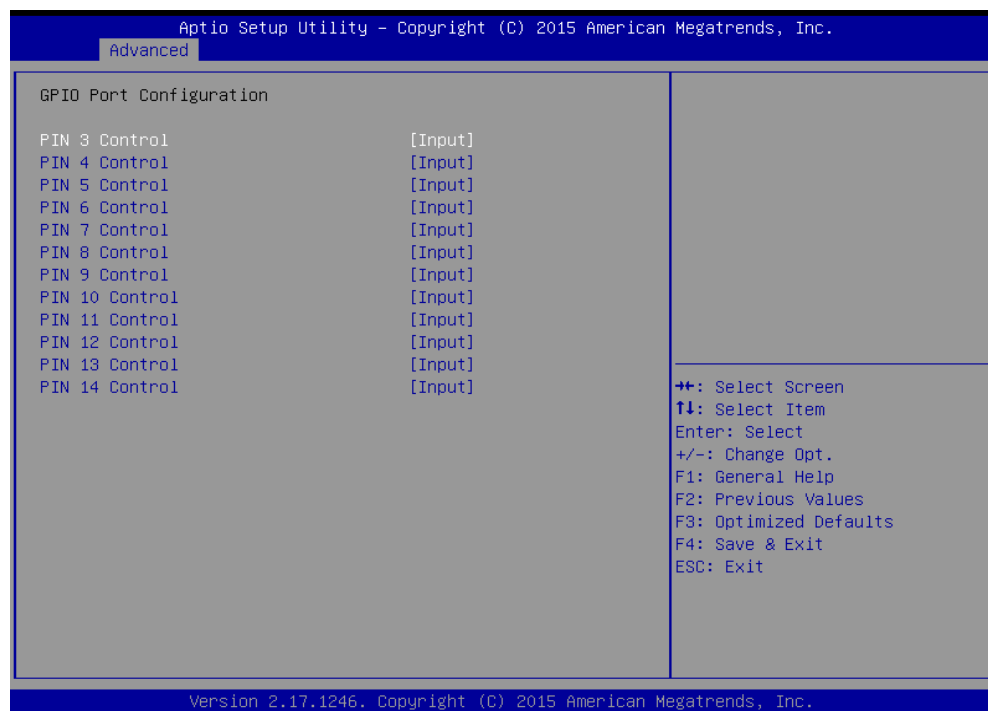 Aptio Setup Utility – Copyright (C) 2015 American Megatrends, Inc.
Advanced
GPIO Port Configuration
PIN 3 Control [Input]
PIN 4 Control [Input]
PIN 5 Control [Input]
PIN 6 Control [Input]
PIN 7 Control [Input]
PIN 8 Control [Input]
PIN 9 Control [Input]
PIN 10 Control [Input]
PIN 11 Control [Input]
PIN 12 Control [Input]
PIN 13 Control [Input]
PIN 14 Control [Input]
→←: Select Screen
↑↓: Select Item
Enter: Select
+/-: Change Opt.
F1: General Help
F2: Previous Values
F3: Optimized Defaults
F4: Save & Exit
ESC: Exit
Version 2.17.1246. Copyright (C) 2015 American Megatrends, Inc.